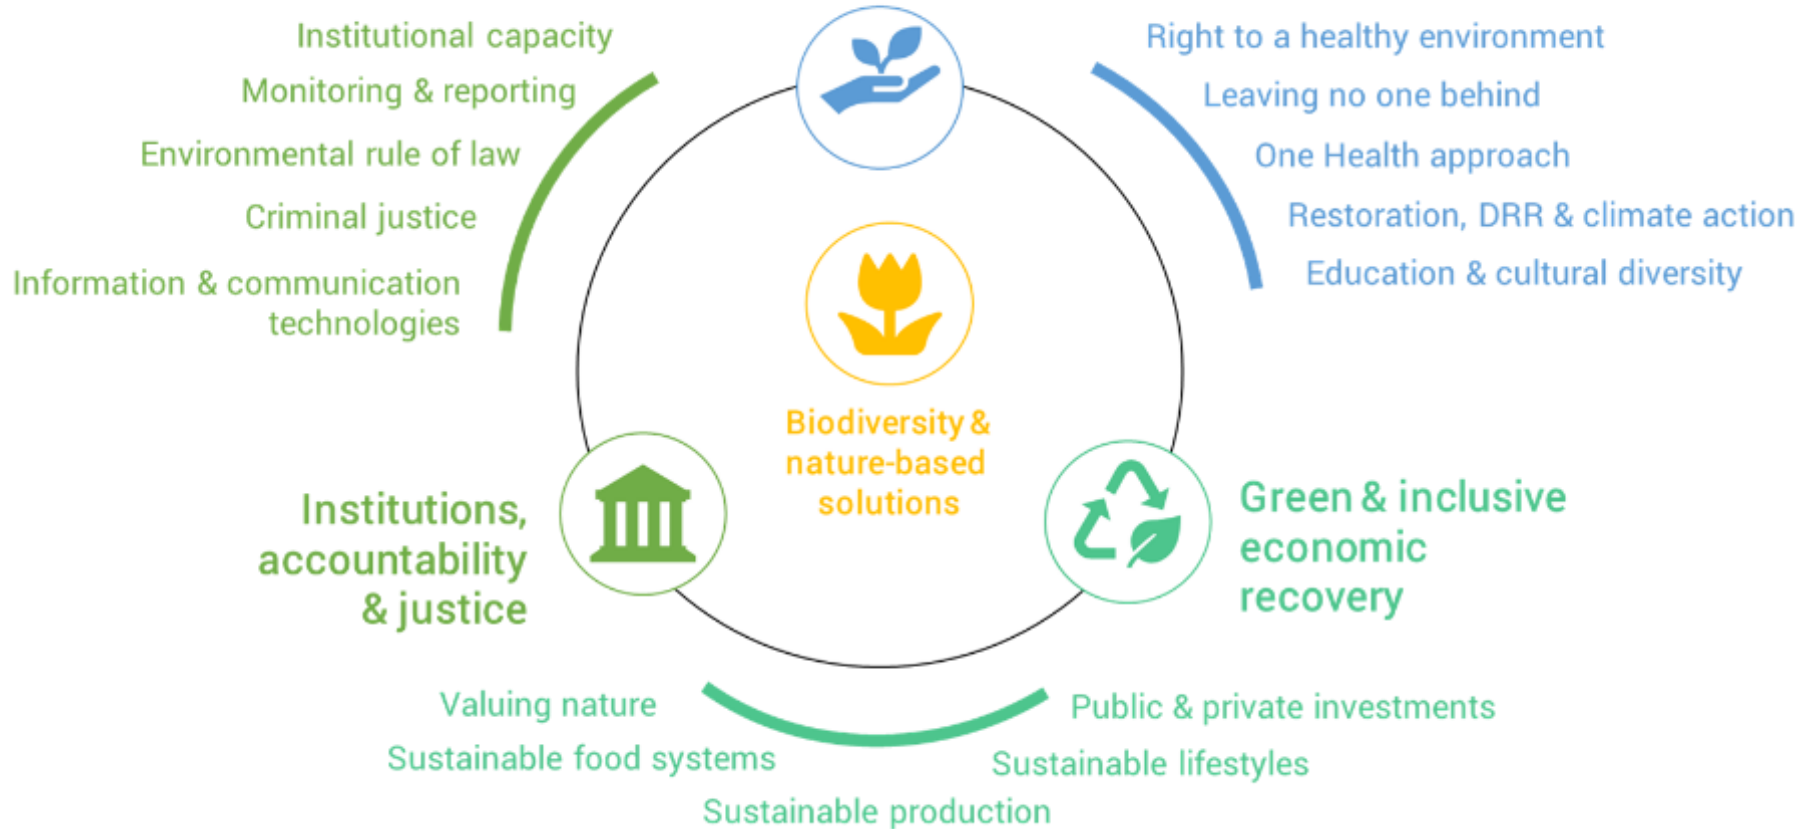 Institutional capacity
Monitoring & reporting
Environmental rule of law
Criminal justice
Information & communication
technologies
Right to a healthy environment
Leaving no one behind
One Health approach
Restoration, DRR & climate action
Education & cultural diversity
Biodiversity &
nature-based
solutions
Institutions,
accountability
& justice
Green & inclusive
economic
recovery
Valuing nature
Sustainable food systems
Sustainable production
Public & private investments
Sustainable lifestyles